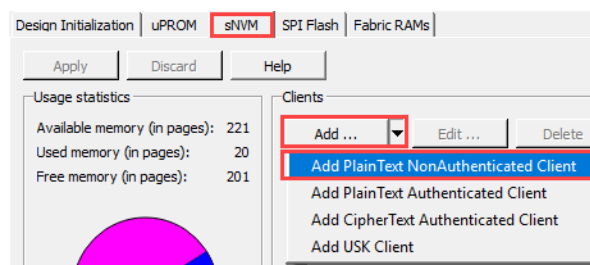 Design Initialization uPROM sNVM SPI Flash Fabric RAMs
Apply Discard Help
Usage statistics
Available memory (in pages): 221
Used memory (in pages): 20
Free memory (in pages): 201
Clients
Add ... Edit ... Delete
Add PlainText NonAuthenticated Client
Add PlainText Authenticated Client
Add CipherText Authenticated Client
Add USK Client